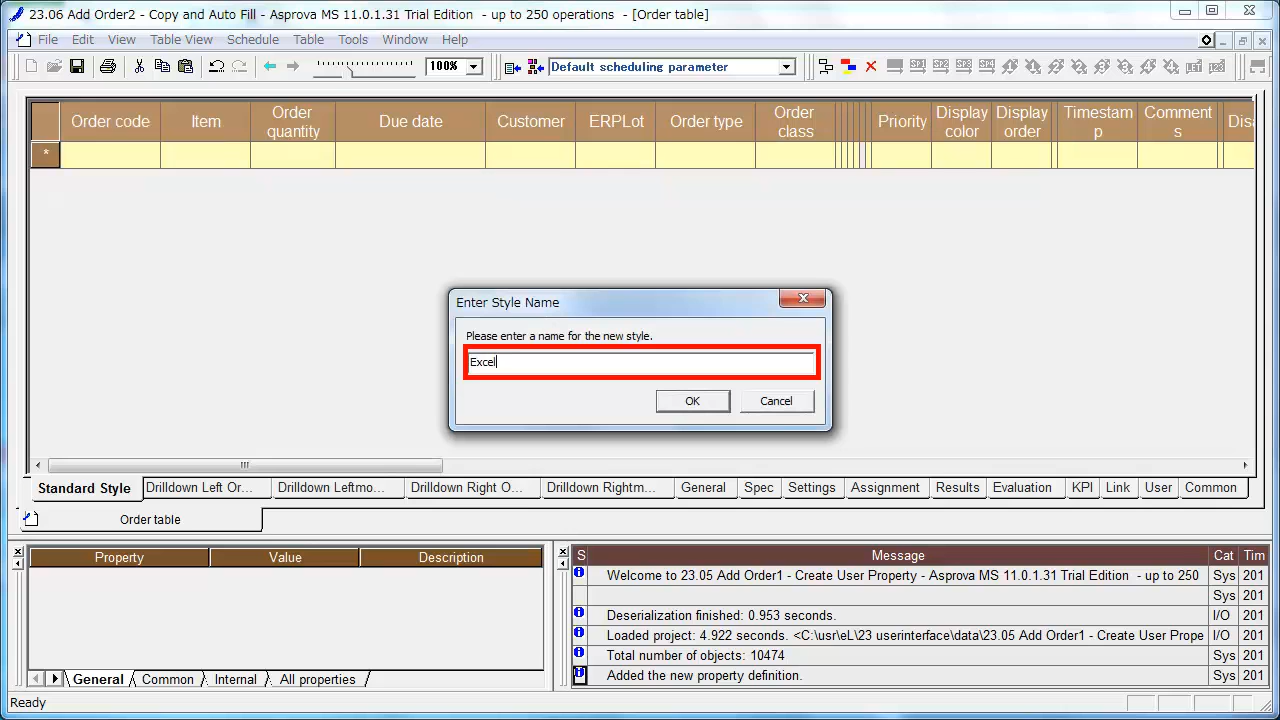 23.06 Add Order2 - Copy and Auto Fill - Asprova MS 11.0.1.31 Trial Edition - up to 250 operations - [Order table]
File Edit View Table View Schedule Table Tools Window Help
100% Default scheduling parameter
Order code Item Order quantity Due date Customer ERPLot Order type Order class Priority Display color Display order Timestamp Comments
*
Enter Style Name
Please enter a name for the new style.
Excel
OK Cancel
Standard Style Drilldown Left Or... Drilldown Leftmo... Drilldown Right O... Drilldown Rightm... General Spec Settings Assignment Results Evaluation KPI Link User Common
Order table
Property Value Description
S Message Cat Tim
Welcome to 23.05 Add Order1 - Create User Property - Asprova MS 11.0.1.31 Trial Edition - up to 250 Sys 201
Sys 201
Deserialization finished: 0.953 seconds. I/O 201
Loaded project: 4.922 seconds. <C:\usr\eL\23 userinterface\data\23.05 Add Order1 - Create User Prope I/O 201
Total number of objects: 10474 Sys 201
Added the new property definition. Sys 201
General Common Internal All properties
Ready